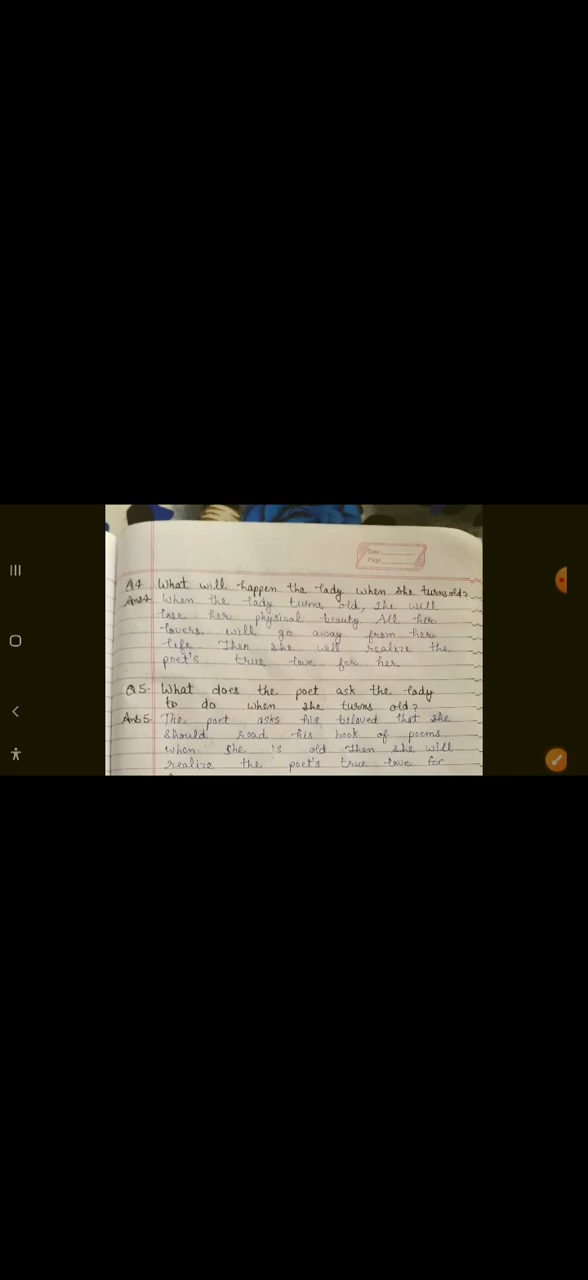 Date
Page
Q4 What will happen the lady when she turns old?
Ans4 When the lady turns old, she will
lose her physical beauty. All her
lovers will go away from her
life. Then she will realize the
poet's true love for her
Q5- What does the poet ask the lady
to do when she turns old?
Ans5- The poet asks his beloved that she
should read his book of poems
when she is old Then she will
realize the poet's true love for